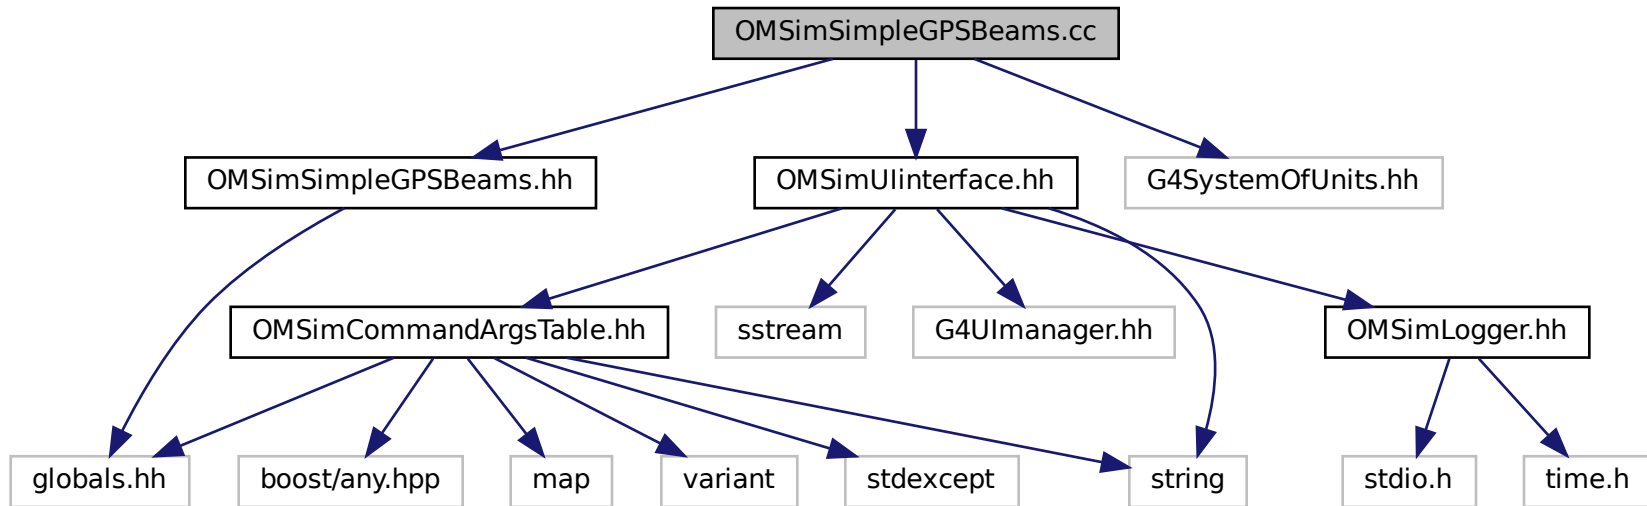 OMSimSimpleGPSBeams.cc
OMSimSimpleGPSBeams.hh
OMSimUIinterface.hh
G4SystemOfUnits.hh
OMSimCommandArgsTable.hh
sstream
G4UImanager.hh
OMSimLogger.hh
globals.hh
boost/any.hpp
map
variant
stdexcept
string
stdio.h
time.h